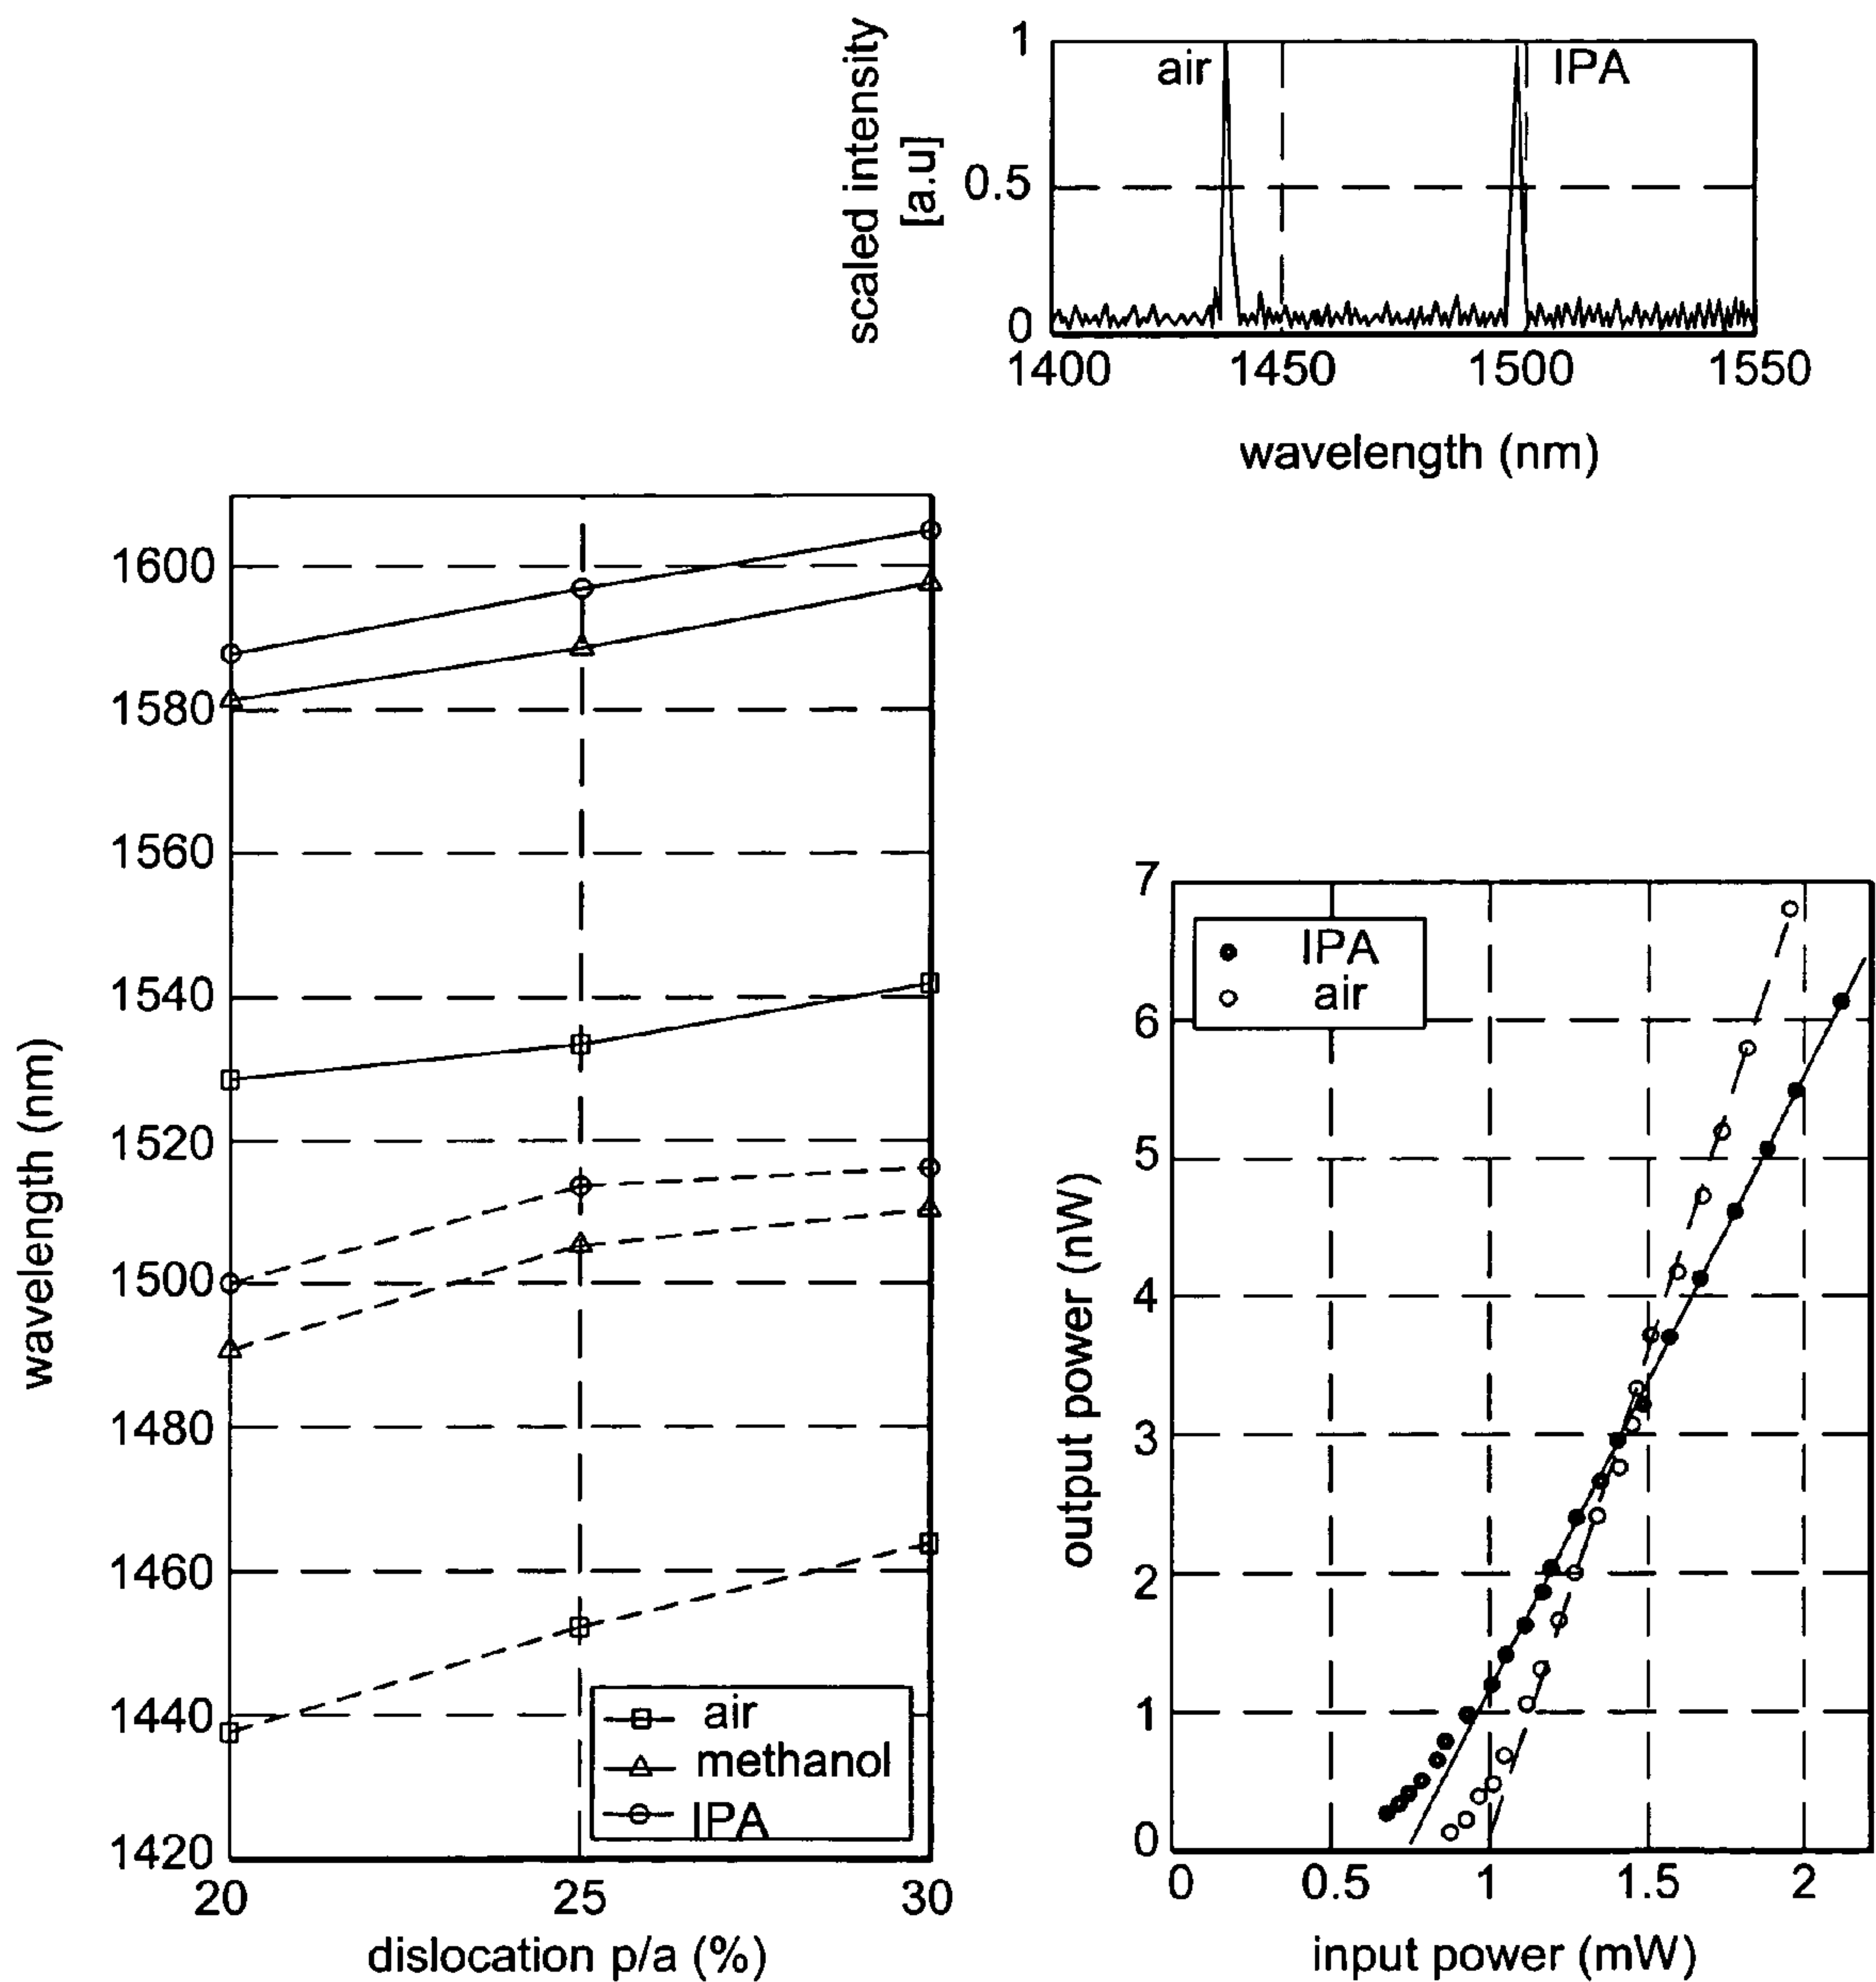 scaled intensity
[a.u]
1
0.5
0
air
IPA
1400 1450 1500 1550
wavelength (nm)
wavelength (nm)
1600
1580
1560
1540
1520
1500
1480
1460
1440
1420
air
methanol
IPA
20 25 30
dislocation p/a (%)
output power (nW)
7
6
5
4
3
2
1
0
IPA
air
0 0.5 1 1.5 2
input power (mW)